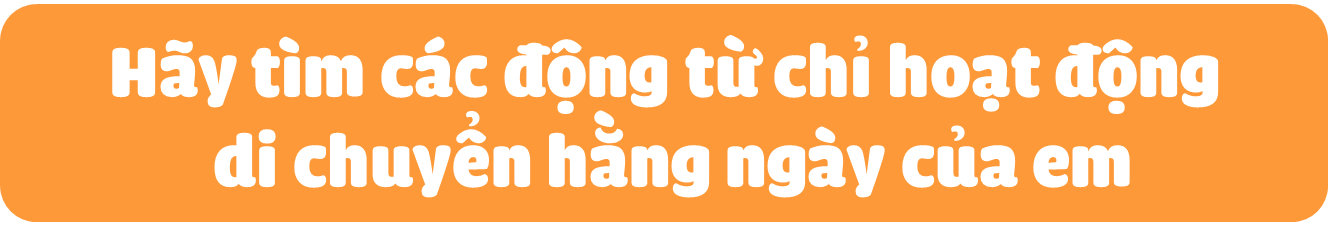 Hãy tìm các động từ chỉ hoạt động
di chuyển hằng ngày của em